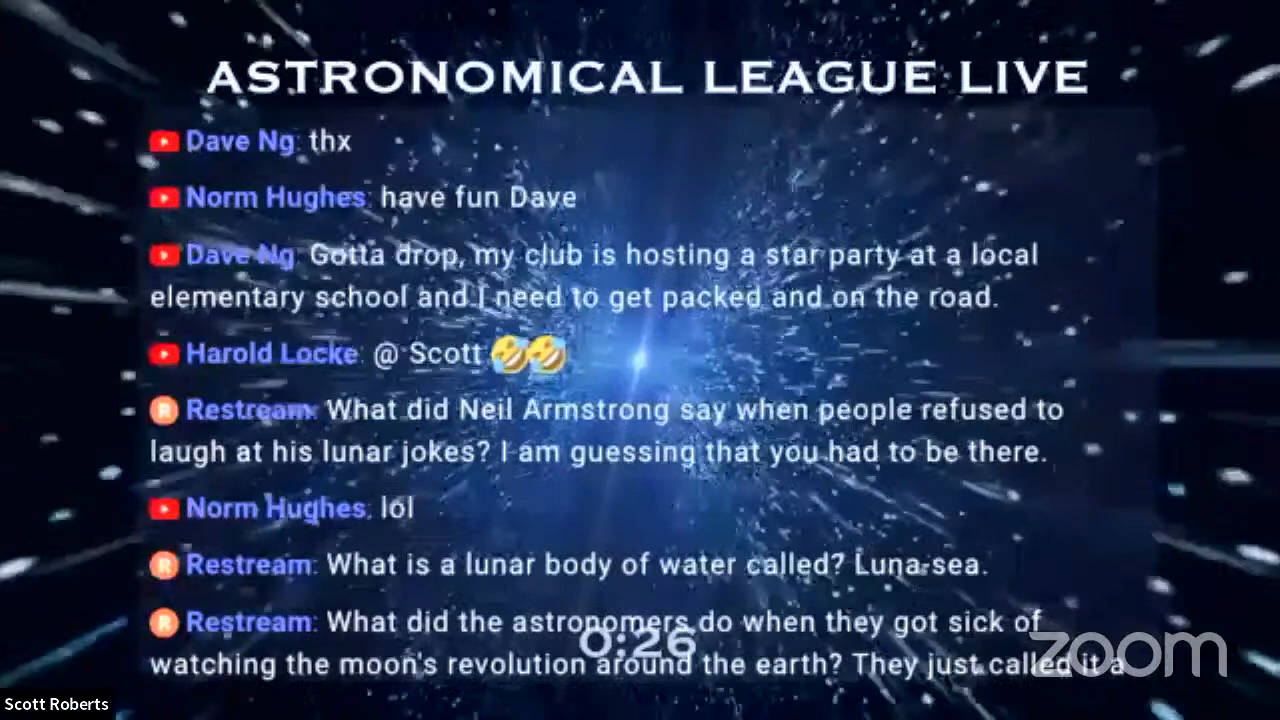 ASTRONOMICAL LEAGUE LIVE
Dave Ng: thx
Norm Hughes: have fun Dave
Dave Ng: Gotta drop, my club is hosting a star party at a local
elementary school and I need to get packed and on the road.
Harold Locke: @ Scott 🤣🤣
R Restream: What did Neil Armstrong say when people refused to
laugh at his lunar jokes? I am guessing that you had to be there.
Norm Hughes: lol
R Restream: What is a lunar body of water called? Luna-sea.
R Restream: What did the astronomers do when they got sick of
0:26
watching the moon's revolution around the earth? They just called it a
zoom
Scott Roberts